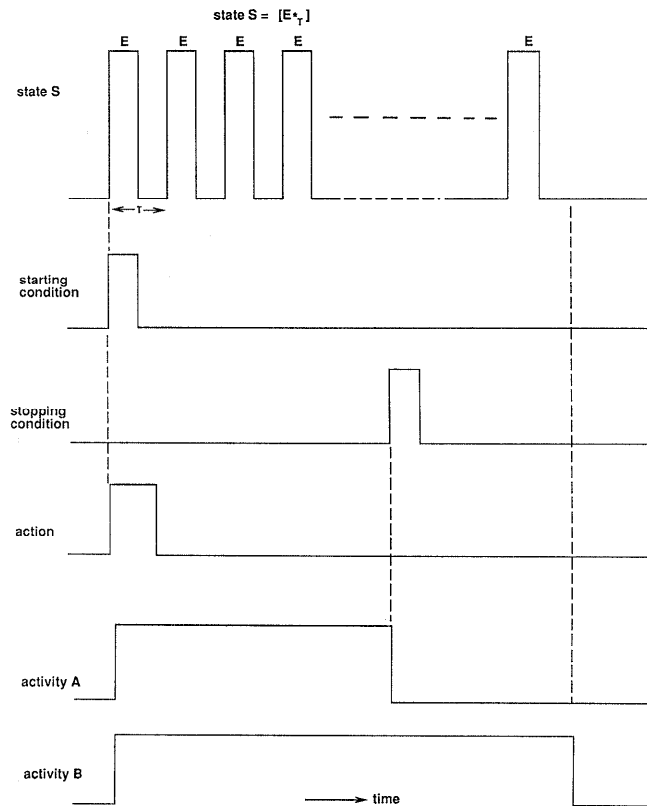 state S = [E*T]
E E E E E
state S
T
starting
condition
stopping
condition
action
activity A
activity B
time